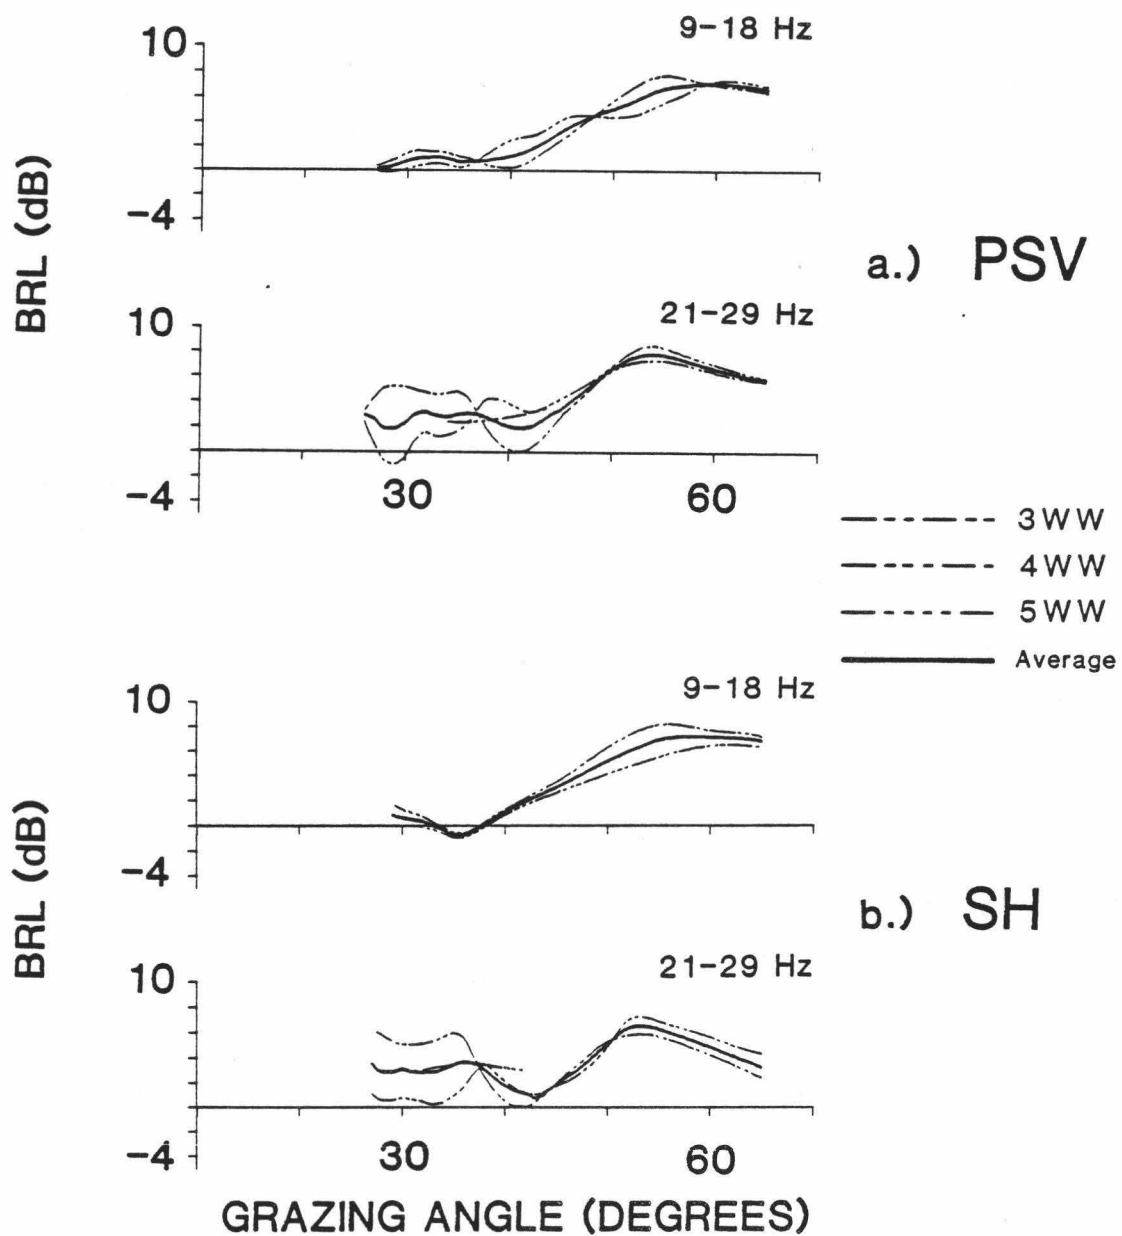 9-18 Hz
10
-4
BRL (dB)
a.) PSV
21-29 Hz
10
-4
30
60
3WW
4WW
5WW
Average
9-18 Hz
10
-4
BRL (dB)
b.) SH
21-29 Hz
10
-4
30
60
GRAZING ANGLE (DEGREES)